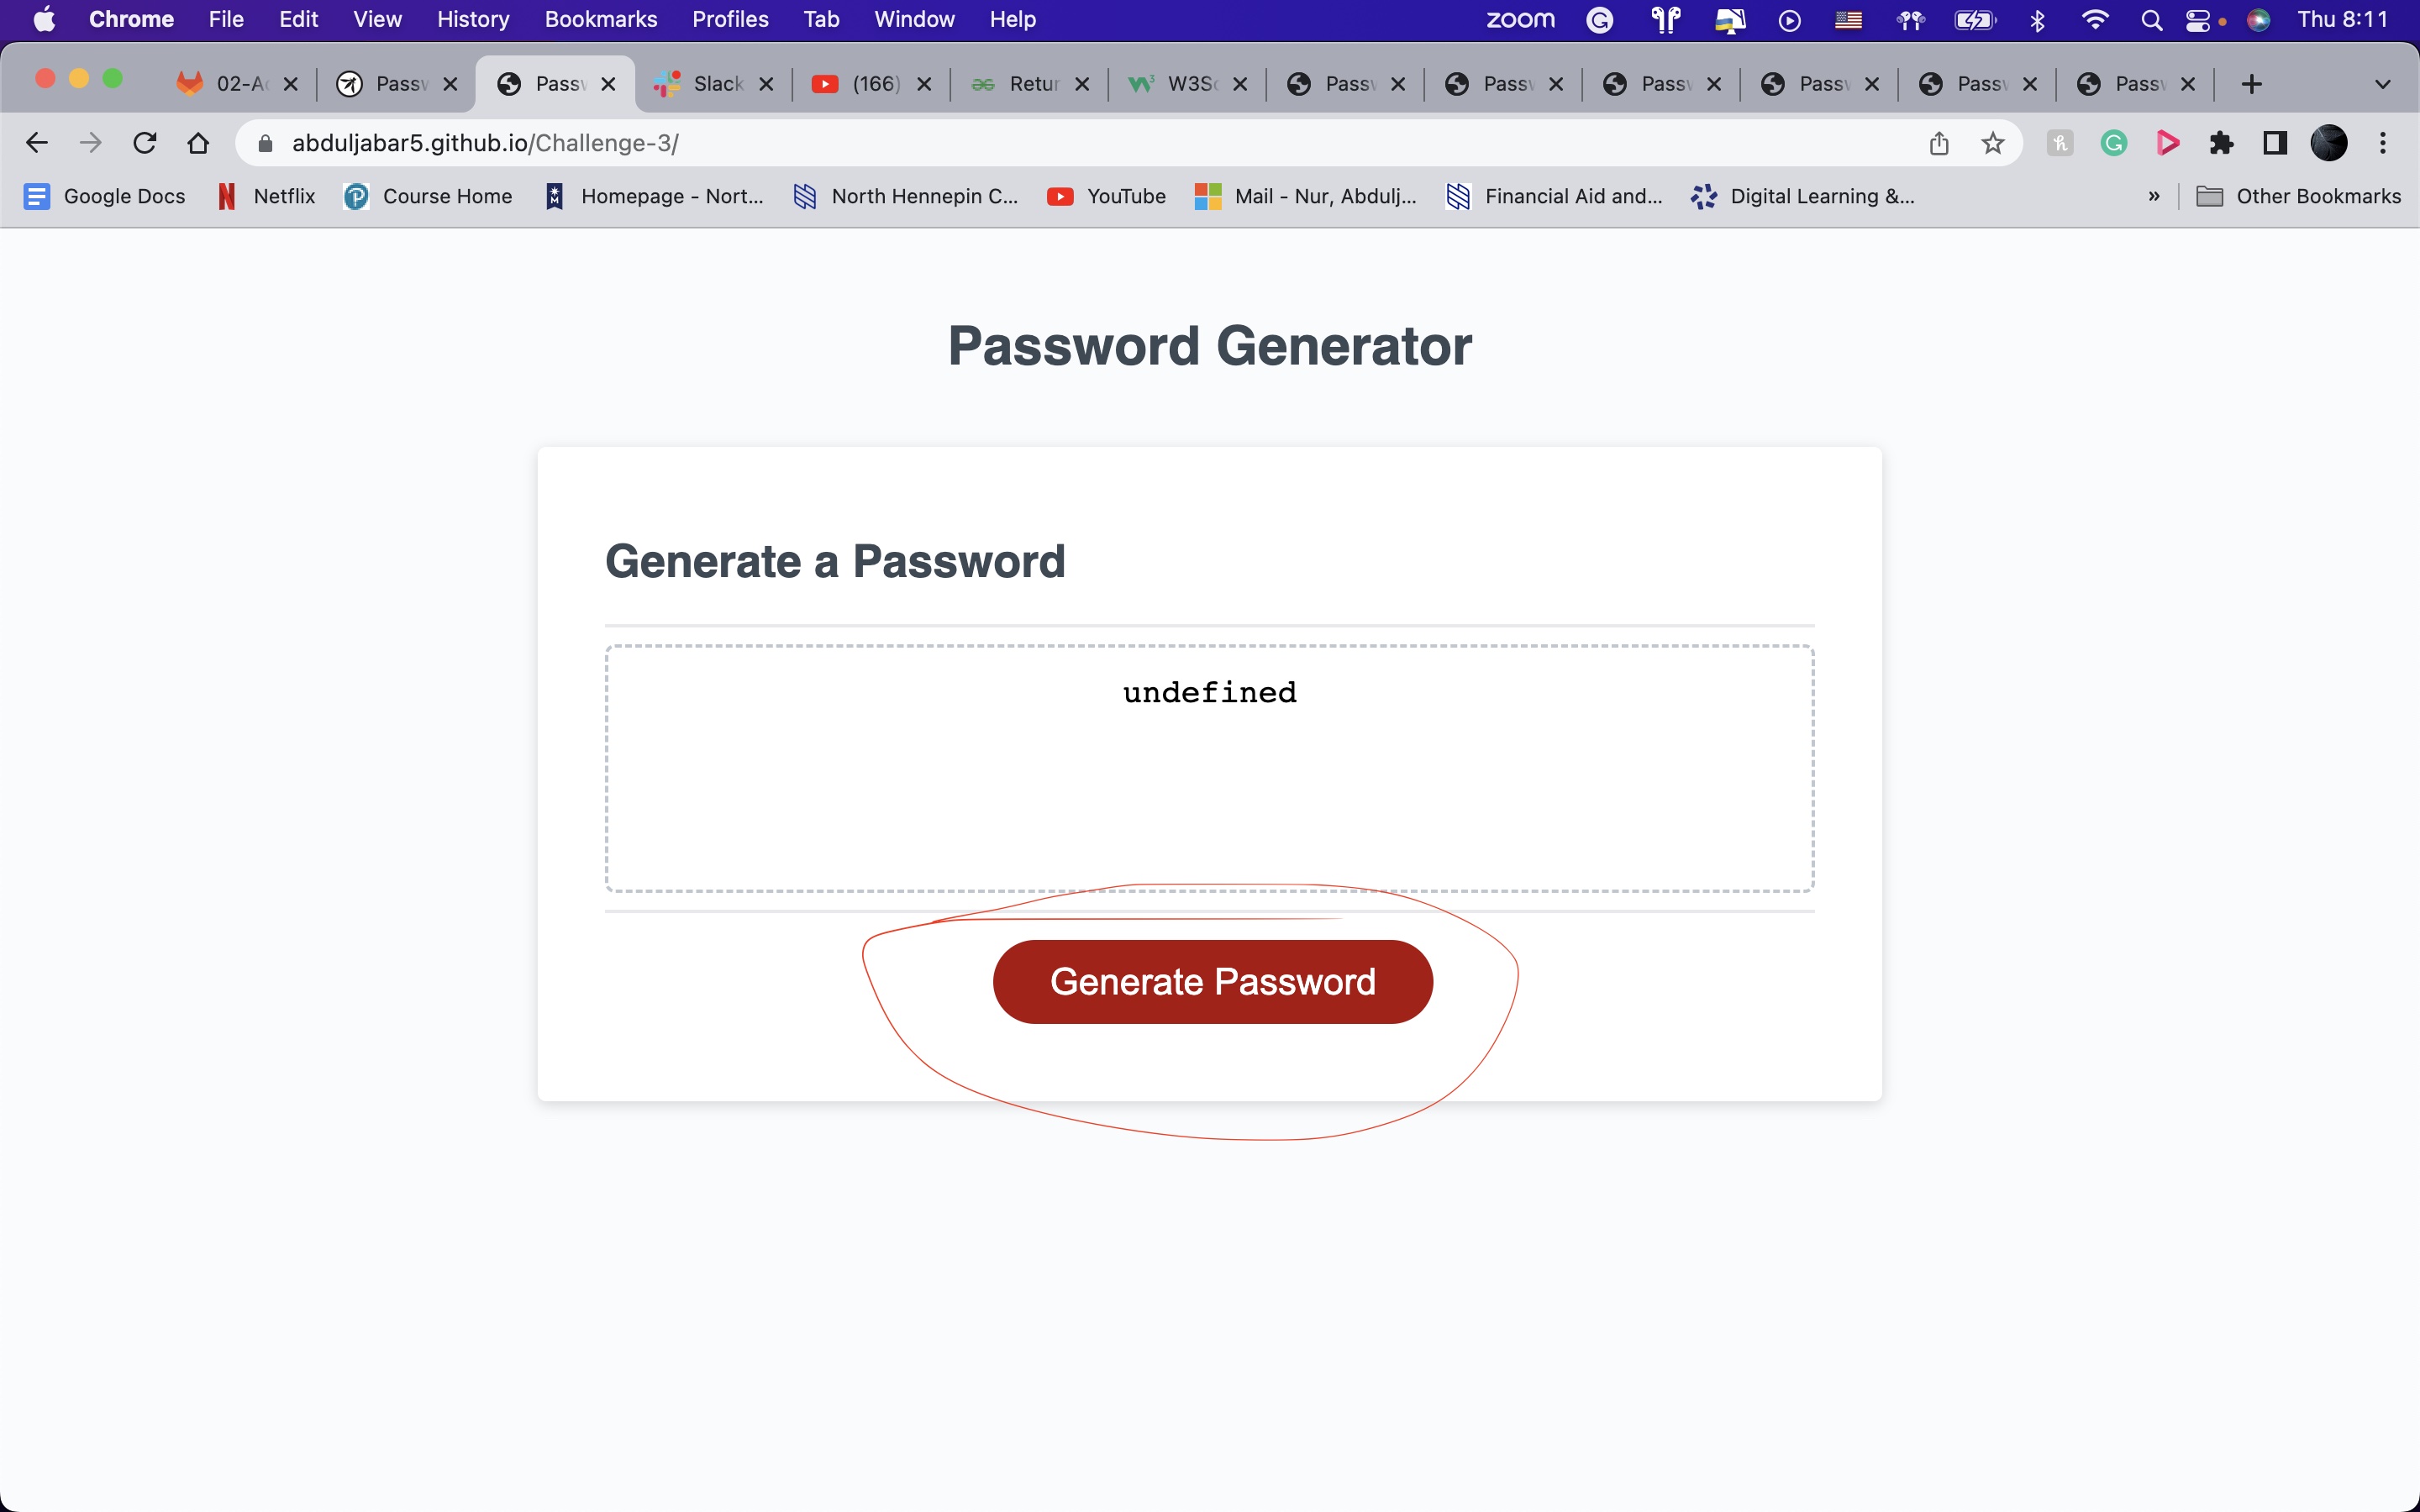 Chrome File Edit View History Bookmarks Profiles Tab Window Help zoom Thu 8:11
02-Ac Passw Passw Slack (166) Retur W3Sc Passw Passw Passw Passw Passw Passw
abduljabar5.github.io/Challenge-3/
Google Docs Netflix Course Home Homepage - Nort... North Hennepin C... YouTube Mail - Nur, Abdulj... Financial Aid and... Digital Learning &... » Other Bookmarks
Password Generator
Generate a Password
undefined
Generate Password